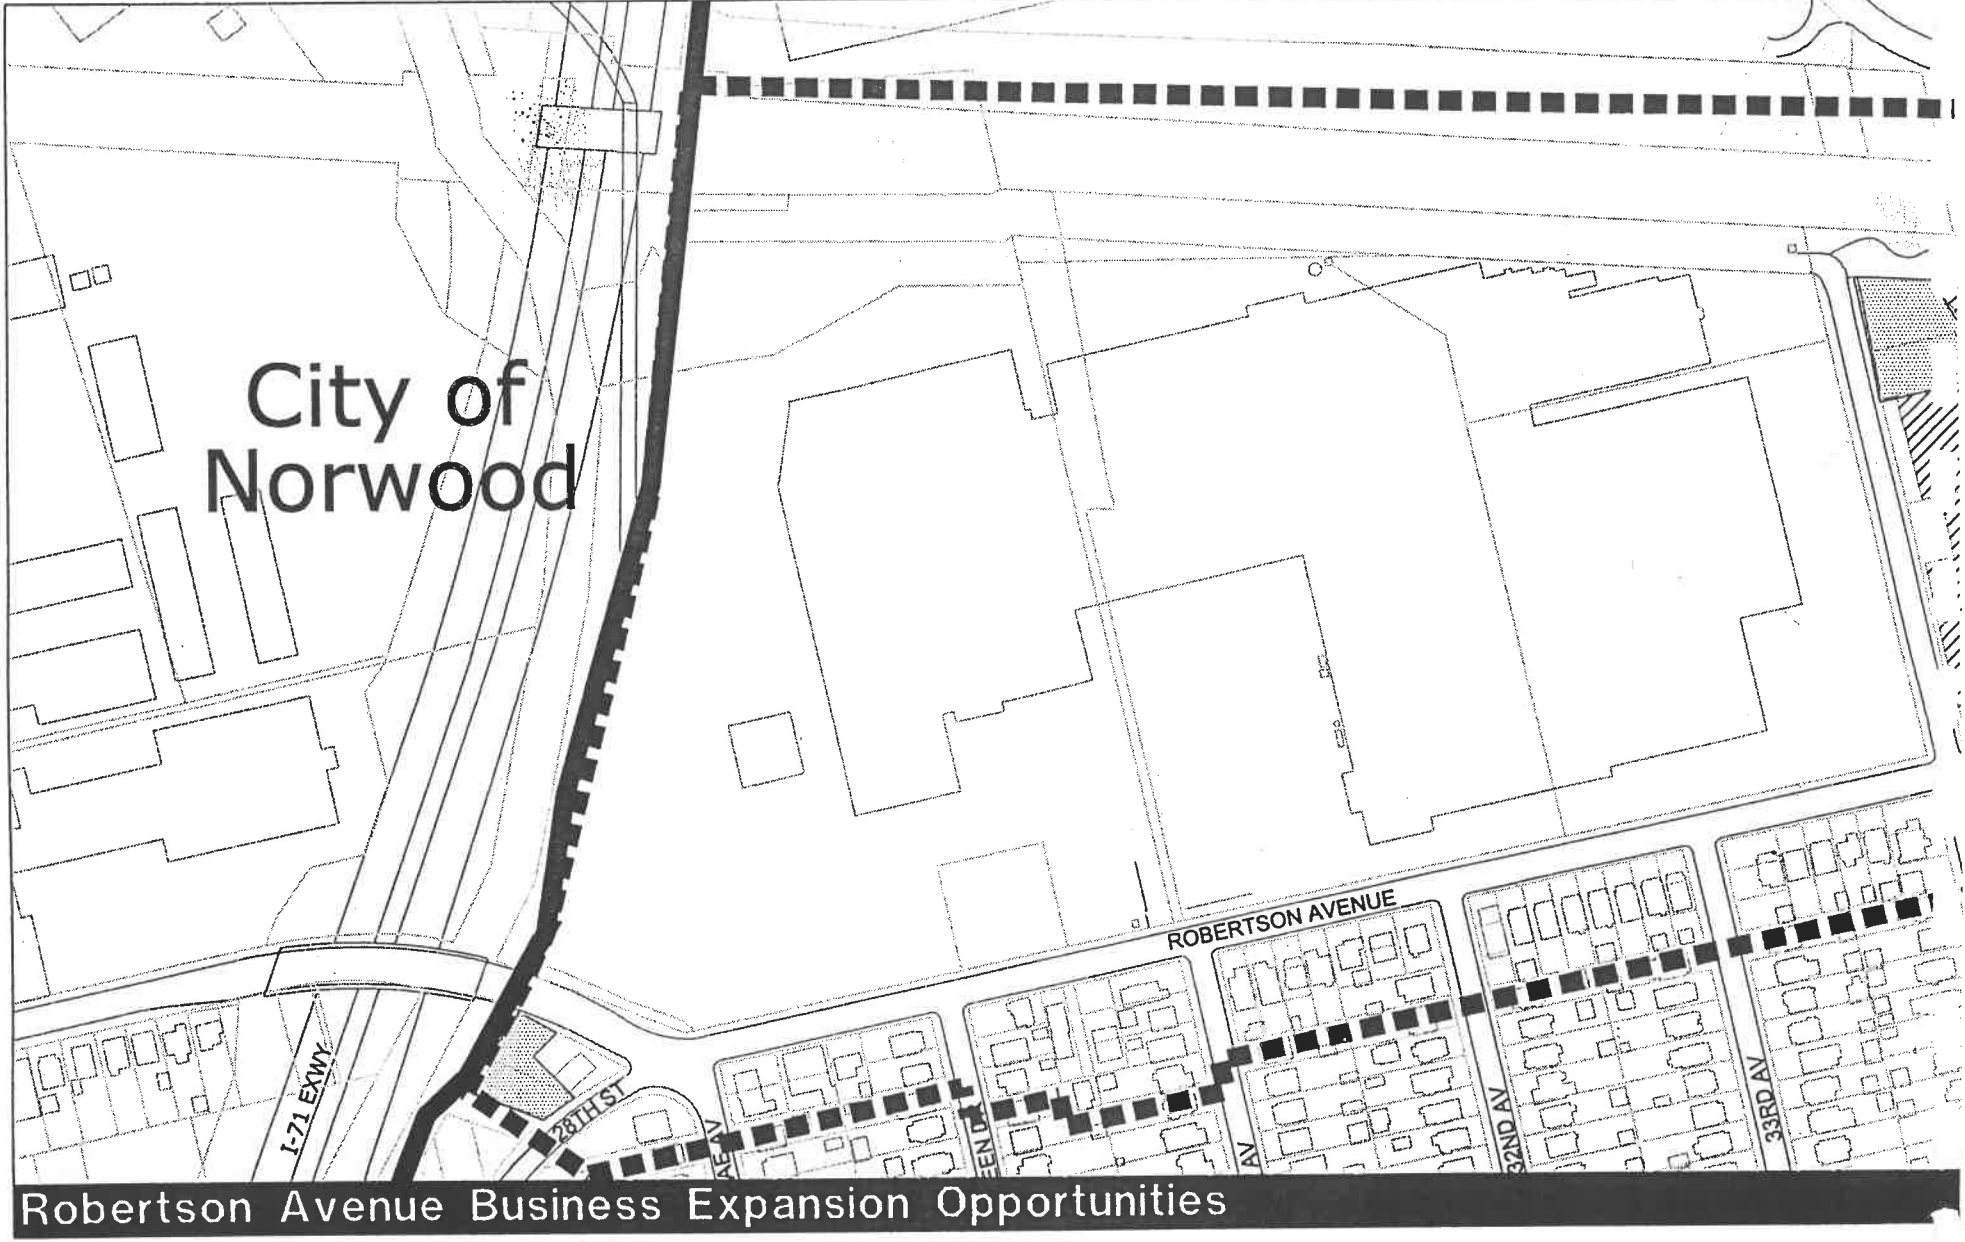 City of
Norwood
ROBERTSON AVENUE
I-71 EXWY
28TH ST
AV
AV
32ND AV
33RD AV
Robertson Avenue Business Expansion Opportunities